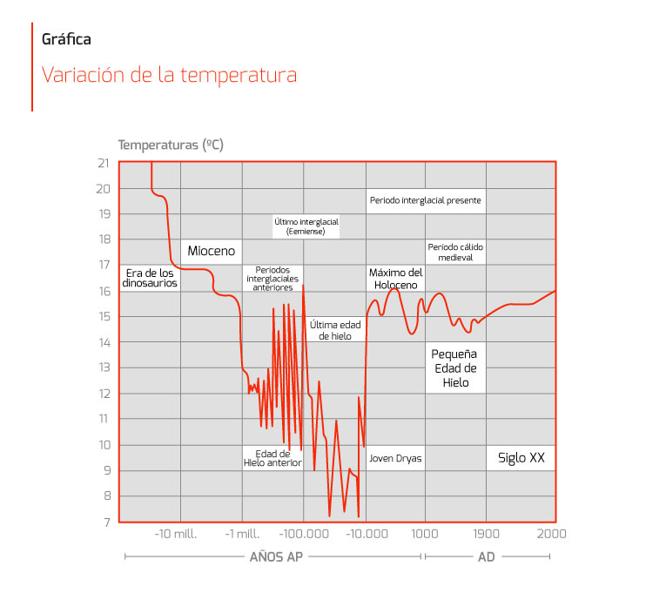 Gráfica
Variación de la temperatura
Temperaturas (ºC)
21
20
19
18
17
16
15
14
13
12
11
10
9
8
7
Periodo interglacial presente
Último interglacial
(Eemiense)
Periodo cálido
medieval
Mioceno
Era de los
dinosaurios
Periodos
interglaciales
anteriores
Máximo del
Holoceno
Última edad
de hielo
Pequeña
Edad de
Hielo
Edad de
Hielo anterior
Joven Dryas
Siglo XX
-10 mill.
-1 mill.
-100.000
-10.000
1000
1900
2000
AÑOS AP
AD